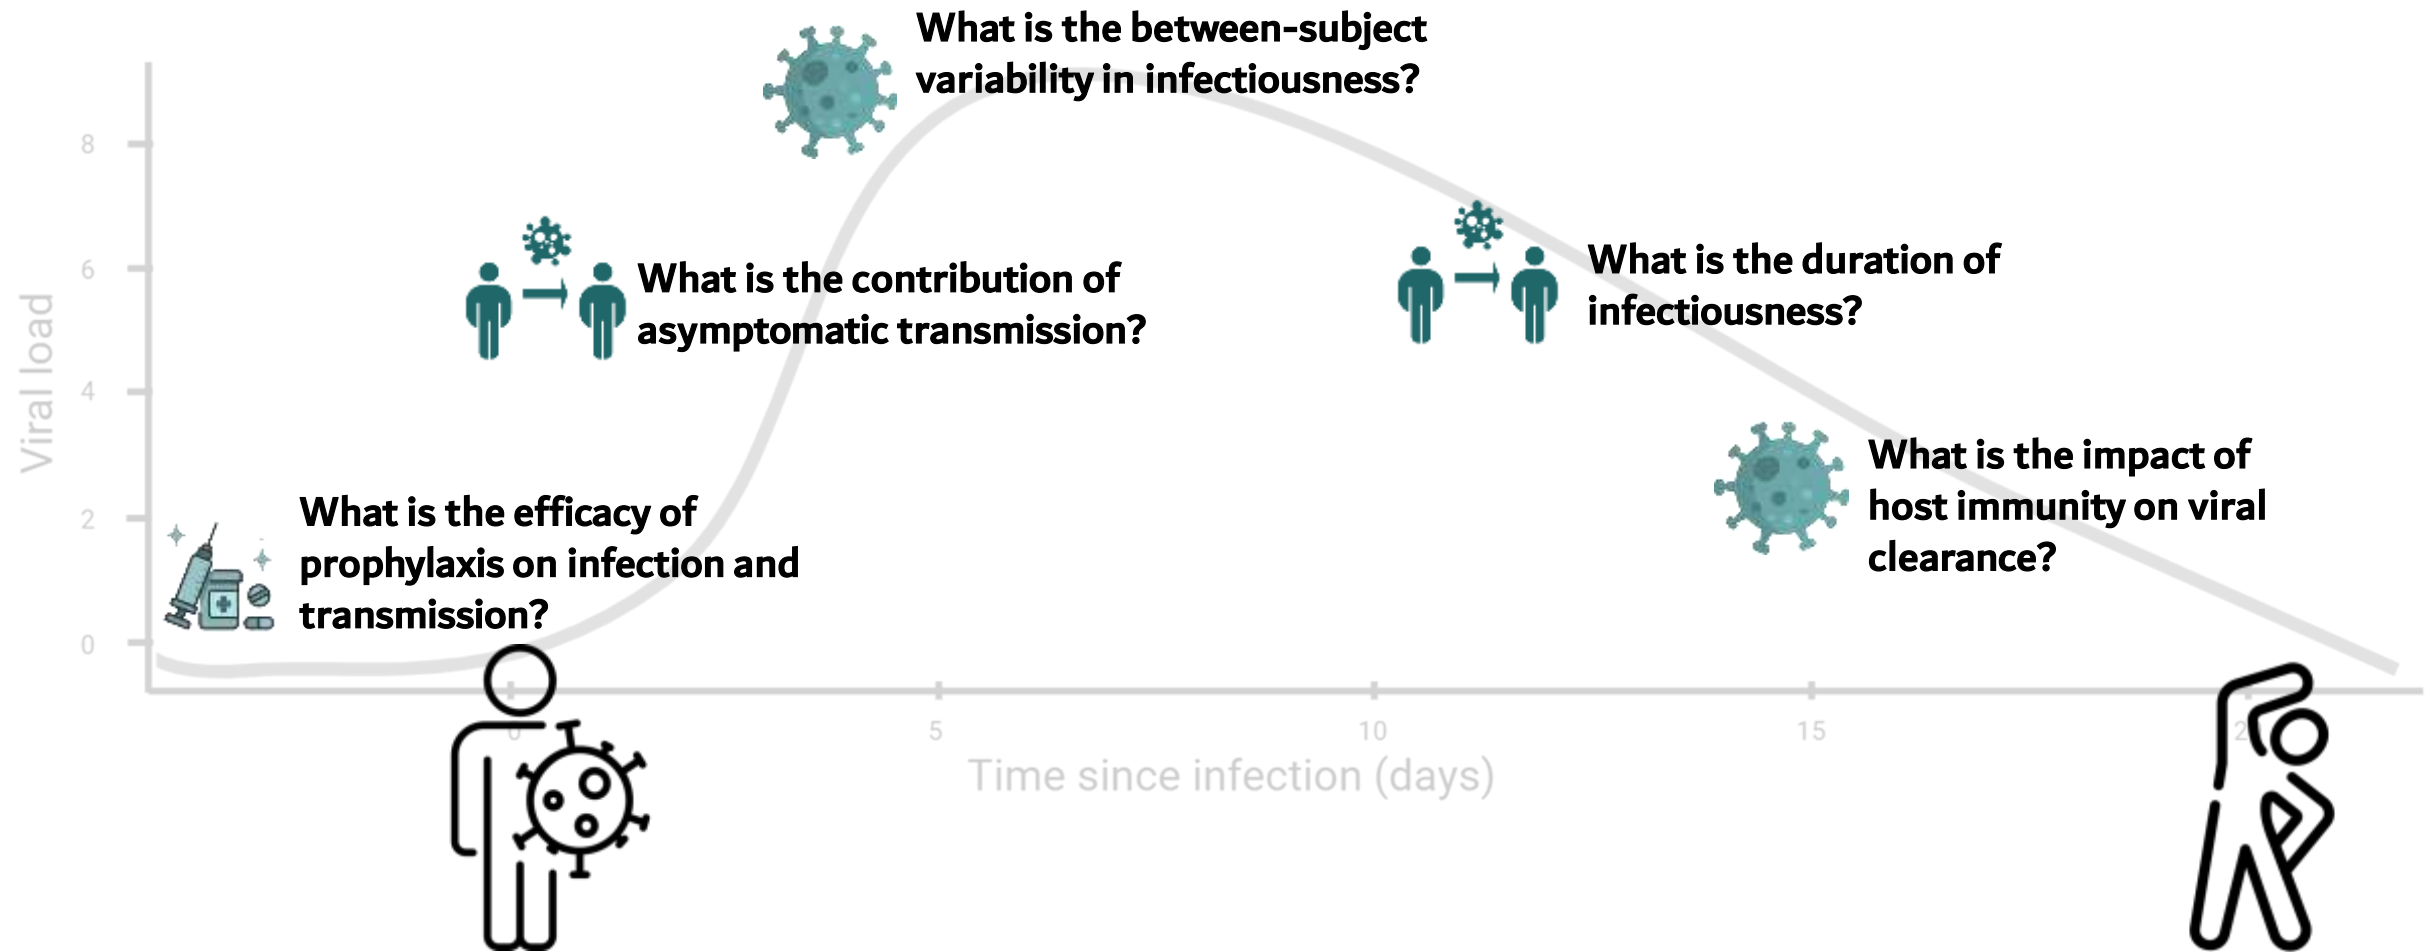 What is the between-subject
variability in infectiousness?
8
6
4
2
0
Viral load
What is the contribution of
asymptomatic transmission?
What is the duration of
infectiousness?
What is the efficacy of
prophylaxis on infection and
transmission?
What is the impact of
host immunity on viral
clearance?
0
5
10
15
20
Time since infection (days)